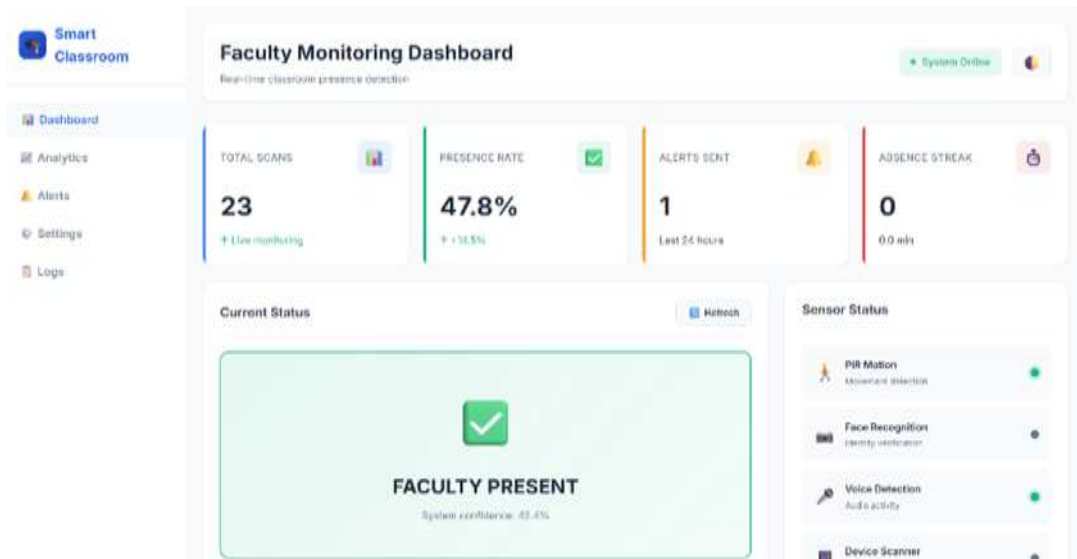 Smart
Classroom
Faculty Monitoring Dashboard
Real-time classroom presence detection
System Online
Dashboard
Analytics
Alerts
Settings
Logs
TOTAL SCANS
23
↑ Live monitoring
PRESENCE RATE
47.8%
ALERTS SENT
1
Last 24 hours
ABSENCE STREAK
0
0.0 min
Current Status
Refresh
FACULTY PRESENT
System confidence:
Sensor Status
PIR Motion
Movement detection
Face Recognition
Identity verification
Voice Detection
Audio activity
Device Scanner